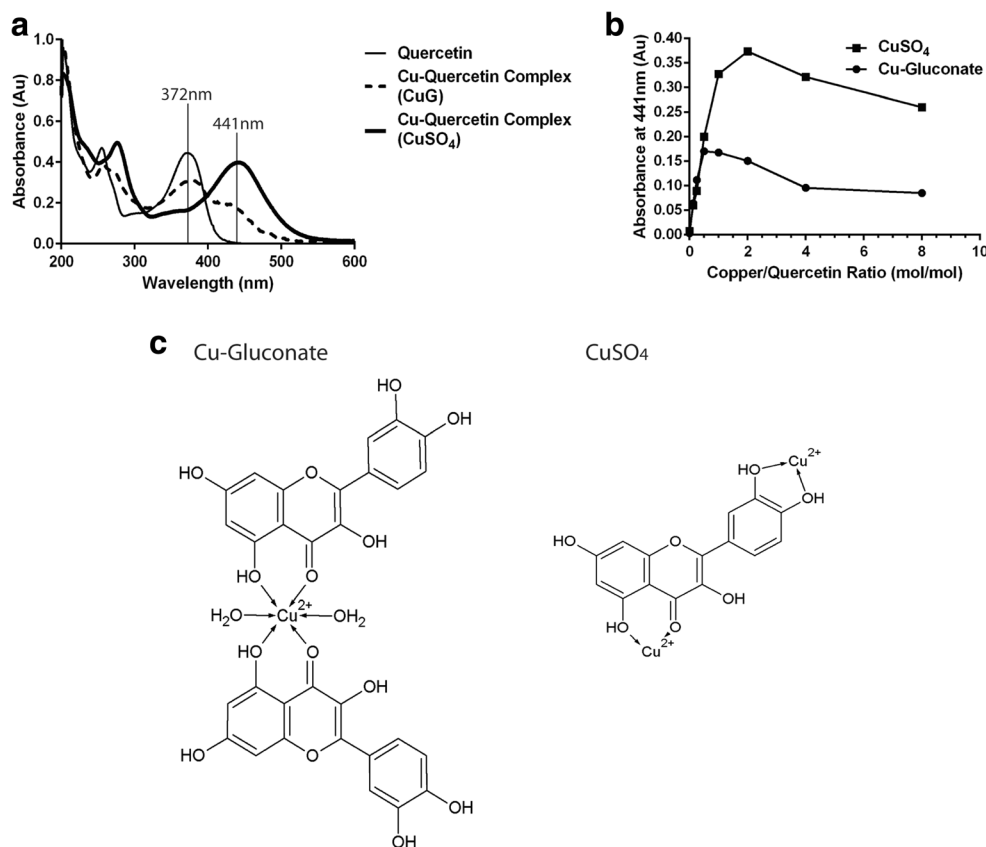 a
1.0
0.8
0.6
0.4
0.2
0.0
200
300
400
500
600
Absorbance (Au)
Wavelength (nm)
372nm
441nm
Quercetin
Cu-Quercetin Complex
(CuG)
Cu-Quercetin Complex
(CuSO₄)
b
0.40
0.35
0.30
0.25
0.20
0.15
0.10
0.05
0.00
0
2
4
6
8
10
Absorbance at 441nm (Au)
Copper/Quercetin Ratio (mol/mol)
CuSO₄
Cu-Gluconate
c
Cu-Gluconate
HO
OH
HO
O
OH
HO
O
H₂O
Cu²⁺
OH₂
HO
O
OH
HO
O
OH
HO
CuSO₄
Cu²⁺
HO
OH
HO
O
OH
HO
O
Cu²⁺